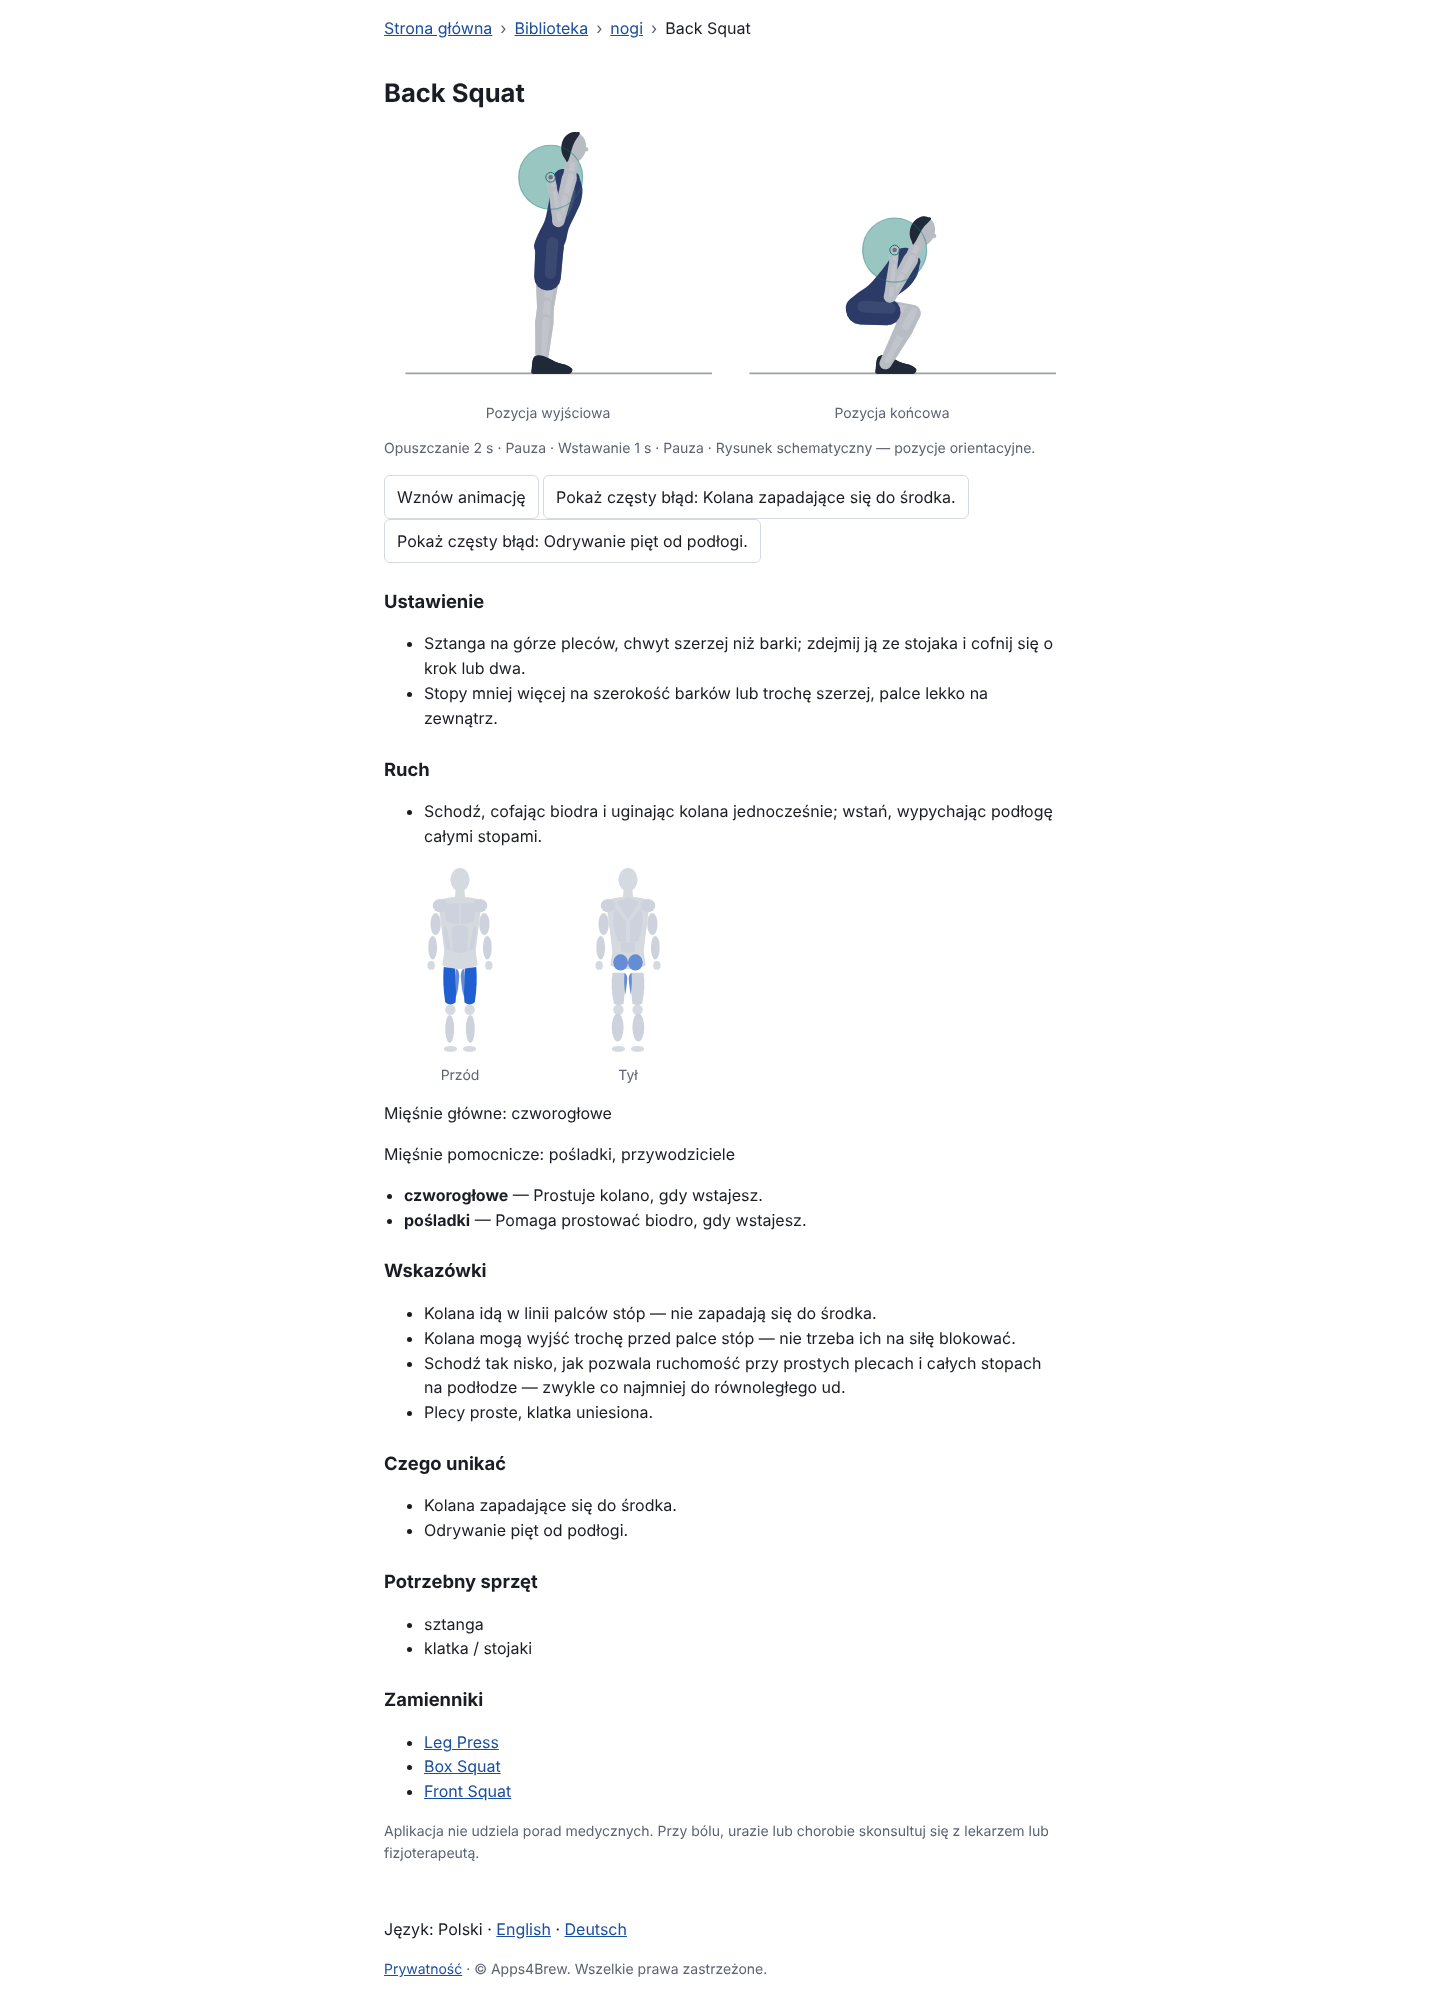 Strona główna › Biblioteka › nogi › Back Squat
Back Squat
Pozycja wyjściowa
Pozycja końcowa
Opuszczanie 2 s · Pauza · Wstawanie 1 s · Pauza · Rysunek schematyczny — pozycje orientacyjne.
Wznów animację
Pokaż częsty błąd: Kolana zapadające się do środka.
Pokaż częsty błąd: Odrywanie pięt od podłogi.
Ustawienie
• Sztanga na górze pleców, chwyt szerzej niż barki; zdejmij ją ze stojaka i cofnij się o
krok lub dwa.
• Stopy mniej więcej na szerokość barków lub trochę szerzej, palce lekko na
zewnątrz.
Ruch
• Schodź, cofając biodra i uginając kolana jednocześnie; wstań, wypychając podłogę
całymi stopami.
Przód
Tył
Mięśnie główne: czworogłowe
Mięśnie pomocnicze: pośladki, przywodziciele
• czworogłowe — Prostuje kolano, gdy wstajesz.
• pośladki — Pomaga prostować biodro, gdy wstajesz.
Wskazówki
• Kolana idą w linii palców stóp — nie zapadają się do środka.
• Kolana mogą wyjść trochę przed palce stóp — nie trzeba ich na siłę blokować.
• Schodź tak nisko, jak pozwala ruchomość przy prostych plecach i całych stopach
na podłodze — zwykle co najmniej do równoległego ud.
• Plecy proste, klatka uniesiona.
Czego unikać
• Kolana zapadające się do środka.
• Odrywanie pięt od podłogi.
Potrzebny sprzęt
• sztanga
• klatka / stojaki
Zamienniki
• Leg Press
• Box Squat
• Front Squat
Aplikacja nie udziela porad medycznych. Przy bólu, urazie lub chorobie skonsultuj się z lekarzem lub
fizjoterapeutą.
Język: Polski · English · Deutsch
Prywatność · © Apps4Brew. Wszelkie prawa zastrzeżone.